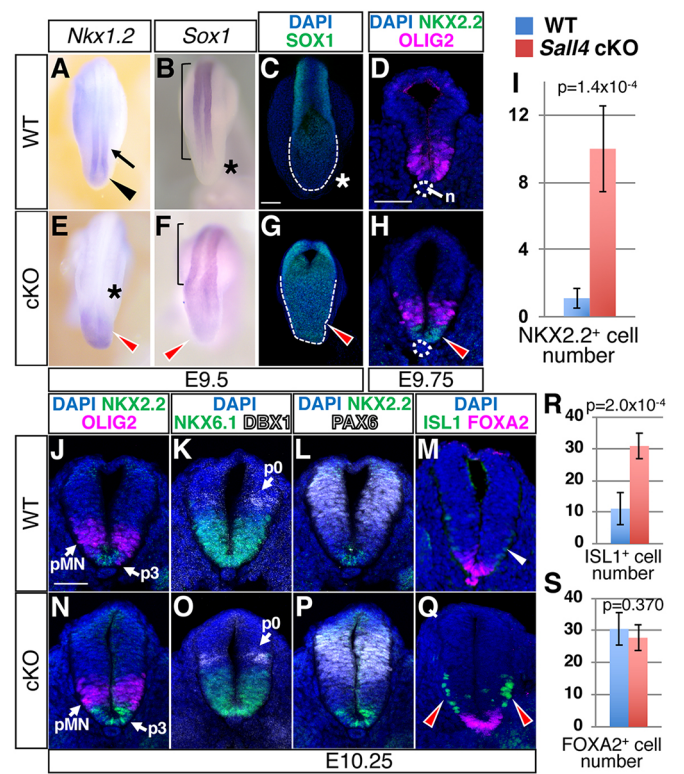 Nkx1.2
Sox1
DAPI
SOX1
DAPI NKX2.2
OLIG2
WT
Sall4 cKO
WT
A
B
C
D
n
*
*
I
p=1.4x10-4
12
8
4
0
NKX2.2+ cell
number
cKO
E
F
G
H
*
E9.5
E9.75
DAPI NKX2.2
OLIG2
DAPI
NKX6.1 DBX1
DAPI NKX2.2
PAX6
DAPI
ISL1 FOXA2
WT
J
K
L
M
pMN
p3
p0
cKO
N
O
P
Q
pMN
p3
p0
E10.25
R
p=2.0x10-4
40
30
20
10
0
ISL1+ cell
number
S
p=0.370
40
30
20
10
0
FOXA2+ cell
number